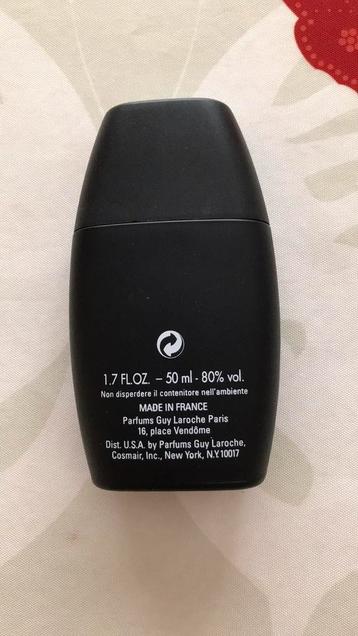 1.7 FL.OZ. – 50 ml - 80% vol.
Non disperdere il contenitore nell'ambiente
MADE IN FRANCE
Parfums Guy Laroche Paris
16, place Vendôme
Dist. U.S.A. by Parfums Guy Laroche,
Cosmair, Inc., New York, N.Y. 10017